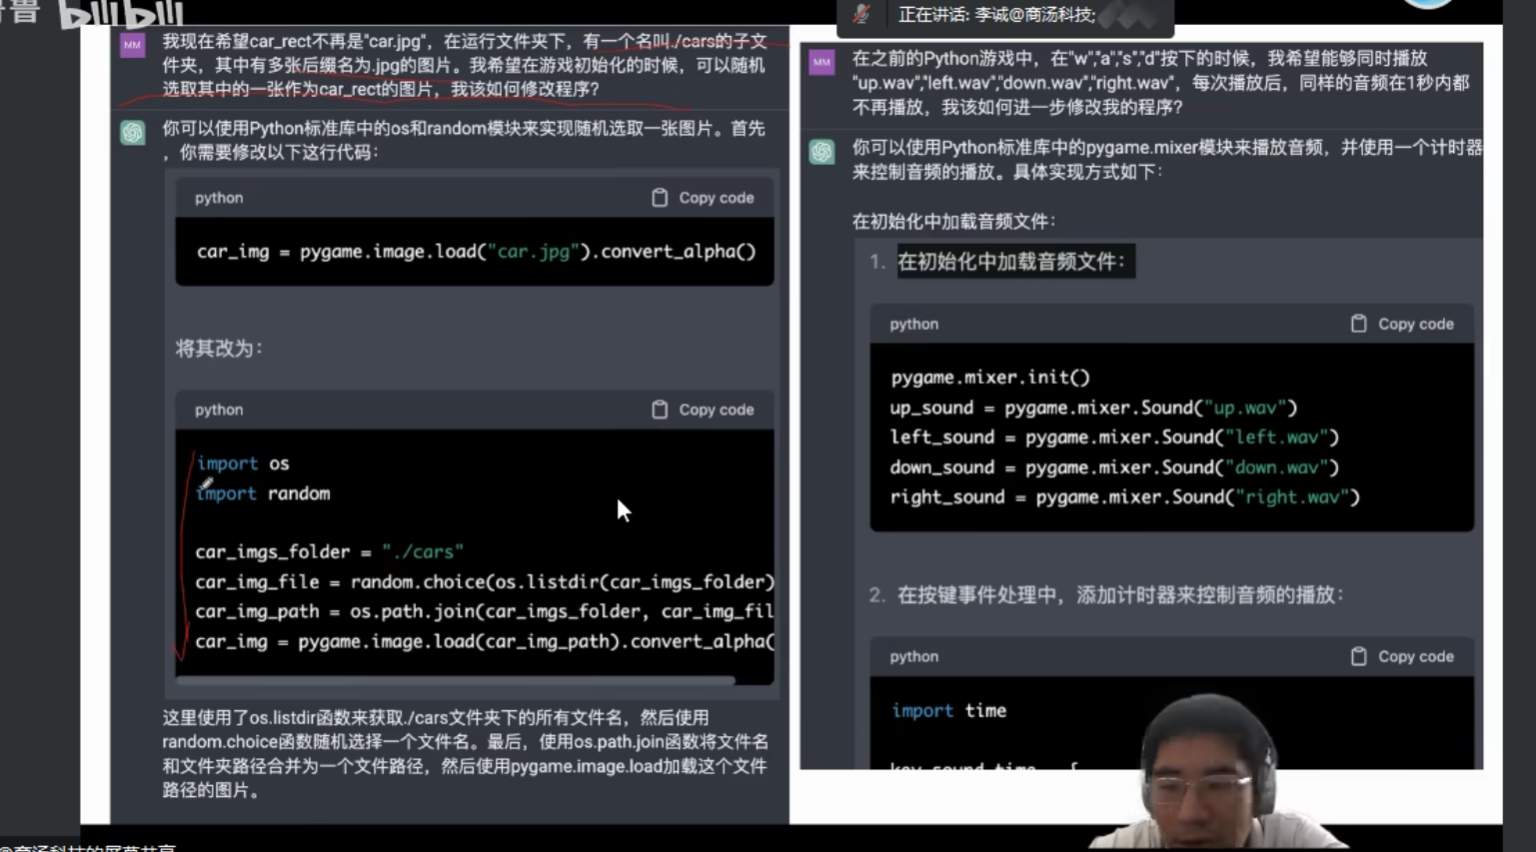 bilibili
正在讲话: 李诚@商汤科技;
MM
我现在希望car_rect不再是"car.jpg"，在运行文件夹下，有一个名叫./cars的子文
件夹，其中有多张后缀名为.jpg的图片。我希望在游戏初始化的时候，可以随机
选取其中的一张作为car_rect的图片，我该如何修改程序？
你可以使用Python标准库中的os和random模块来实现随机选取一张图片。首先
，你需要修改以下这行代码：
python
Copy code
car_img = pygame.image.load("car.jpg").convert_alpha()
将其改为：
python
Copy code
import os
import random
car_imgs_folder = "./cars"
car_img_file = random.choice(os.listdir(car_imgs_folder)
car_img_path = os.path.join(car_imgs_folder, car_img_fil
car_img = pygame.image.load(car_img_path).convert_alpha(
这里使用了os.listdir函数来获取./cars文件夹下的所有文件名，然后使用
random.choice函数随机选择一个文件名。最后，使用os.path.join函数将文件名
和文件夹路径合并为一个文件路径，然后使用pygame.image.load加载这个文件
路径的图片。
MM
在之前的Python游戏中，在"w","a","s","d"按下的时候，我希望能够同时播放
"up.wav","left.wav","down.wav","right.wav"，每次播放后，同样的音频在1秒内都
不再播放，我该如何进一步修改我的程序？
你可以使用Python标准库中的pygame.mixer模块来播放音频，并使用一个计时器
来控制音频的播放。具体实现方式如下：
在初始化中加载音频文件：
1. 在初始化中加载音频文件：
python
Copy code
pygame.mixer.init()
up_sound = pygame.mixer.Sound("up.wav")
left_sound = pygame.mixer.Sound("left.wav")
down_sound = pygame.mixer.Sound("down.wav")
right_sound = pygame.mixer.Sound("right.wav")
2. 在按键事件处理中，添加计时器来控制音频的播放：
python
Copy code
import time